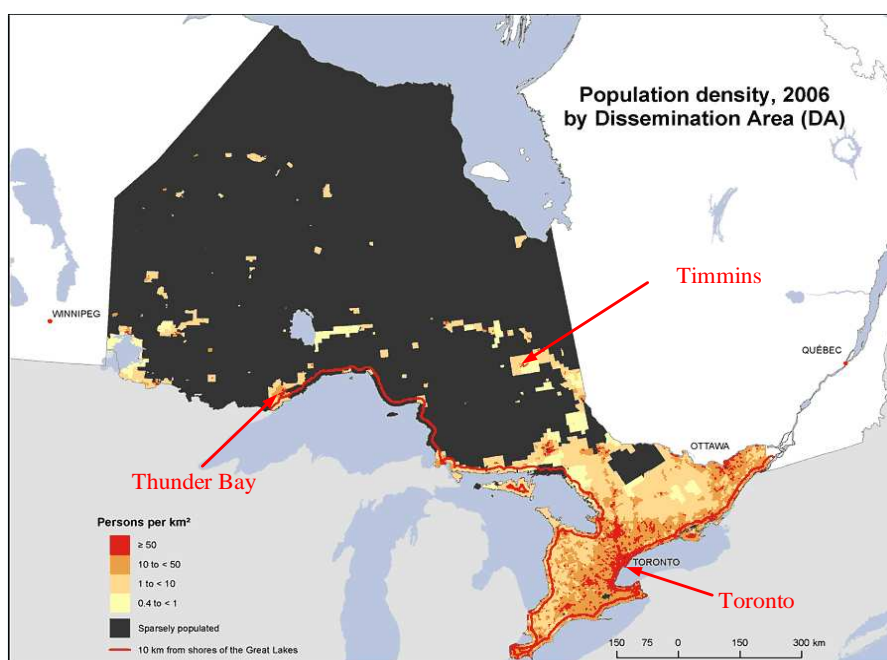 Population density, 2006
by Dissemination Area (DA)
Timmins
WINNIPEG
QUÉBEC
OTTAWA
Thunder Bay
Persons per km²
≥ 50
10 to < 50
1 to < 10
0.4 to < 1
Sparsely populated
10 km from shores of the Great Lakes
TORONTO
Toronto
150 75 0 150 300 km